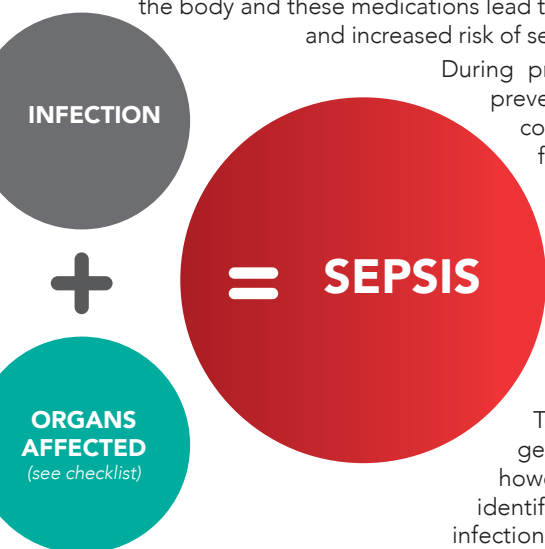 the body and these medications lead t
and increased risk of se
During pr
preve
co
f
INFECTION
+
= SEPSIS
ORGANS
AFFECTED
(see checklist)
T
ge
howe
identif
infection